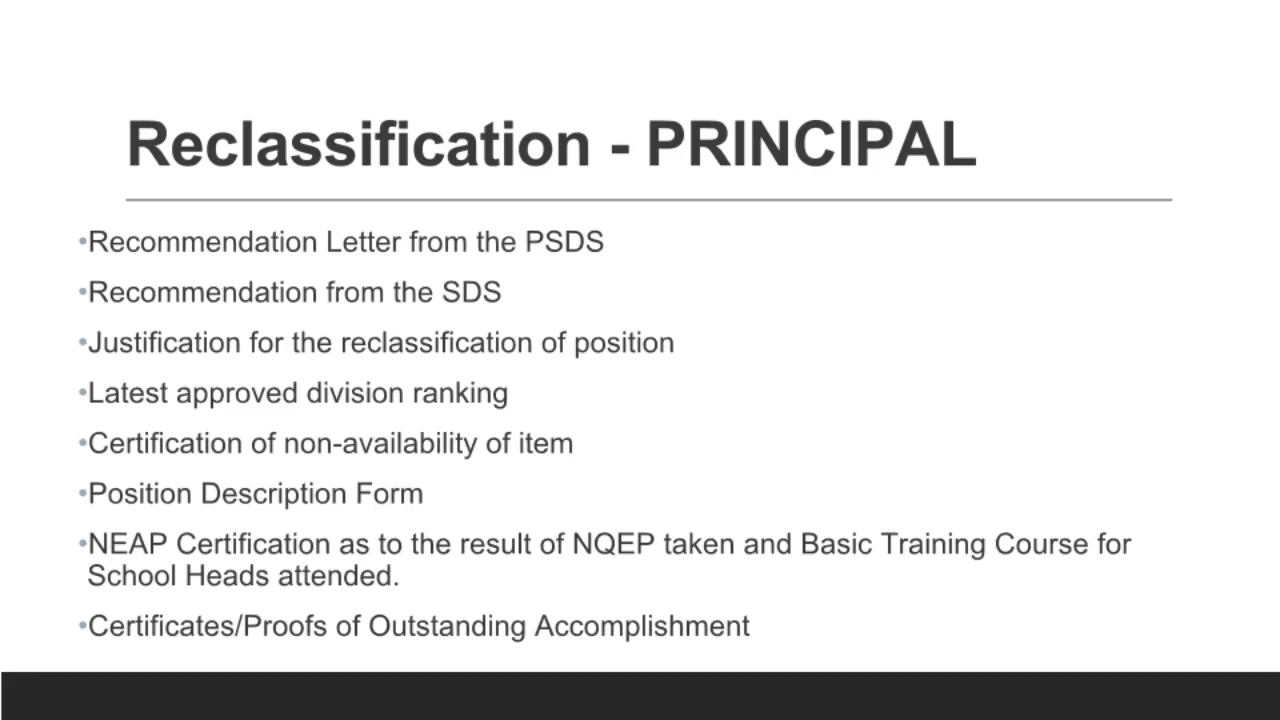 Reclassification - PRINCIPAL
•Recommendation Letter from the PSDS
•Recommendation from the SDS
•Justification for the reclassification of position
•Latest approved division ranking
•Certification of non-availability of item
•Position Description Form
•NEAP Certification as to the result of NQEP taken and Basic Training Course for
School Heads attended.
•Certificates/Proofs of Outstanding Accomplishment